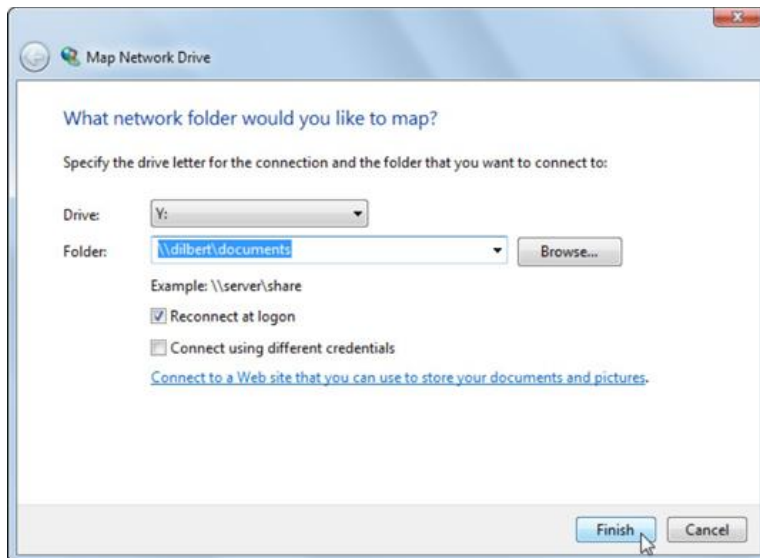 Map Network Drive
What network folder would you like to map?
Specify the drive letter for the connection and the folder that you want to connect to:
Drive: Y:
Folder: \\dilbert\documents Browse...
Example: \\server\share
Reconnect at logon
Connect using different credentials
Connect to a Web site that you can use to store your documents and pictures.
Finish Cancel